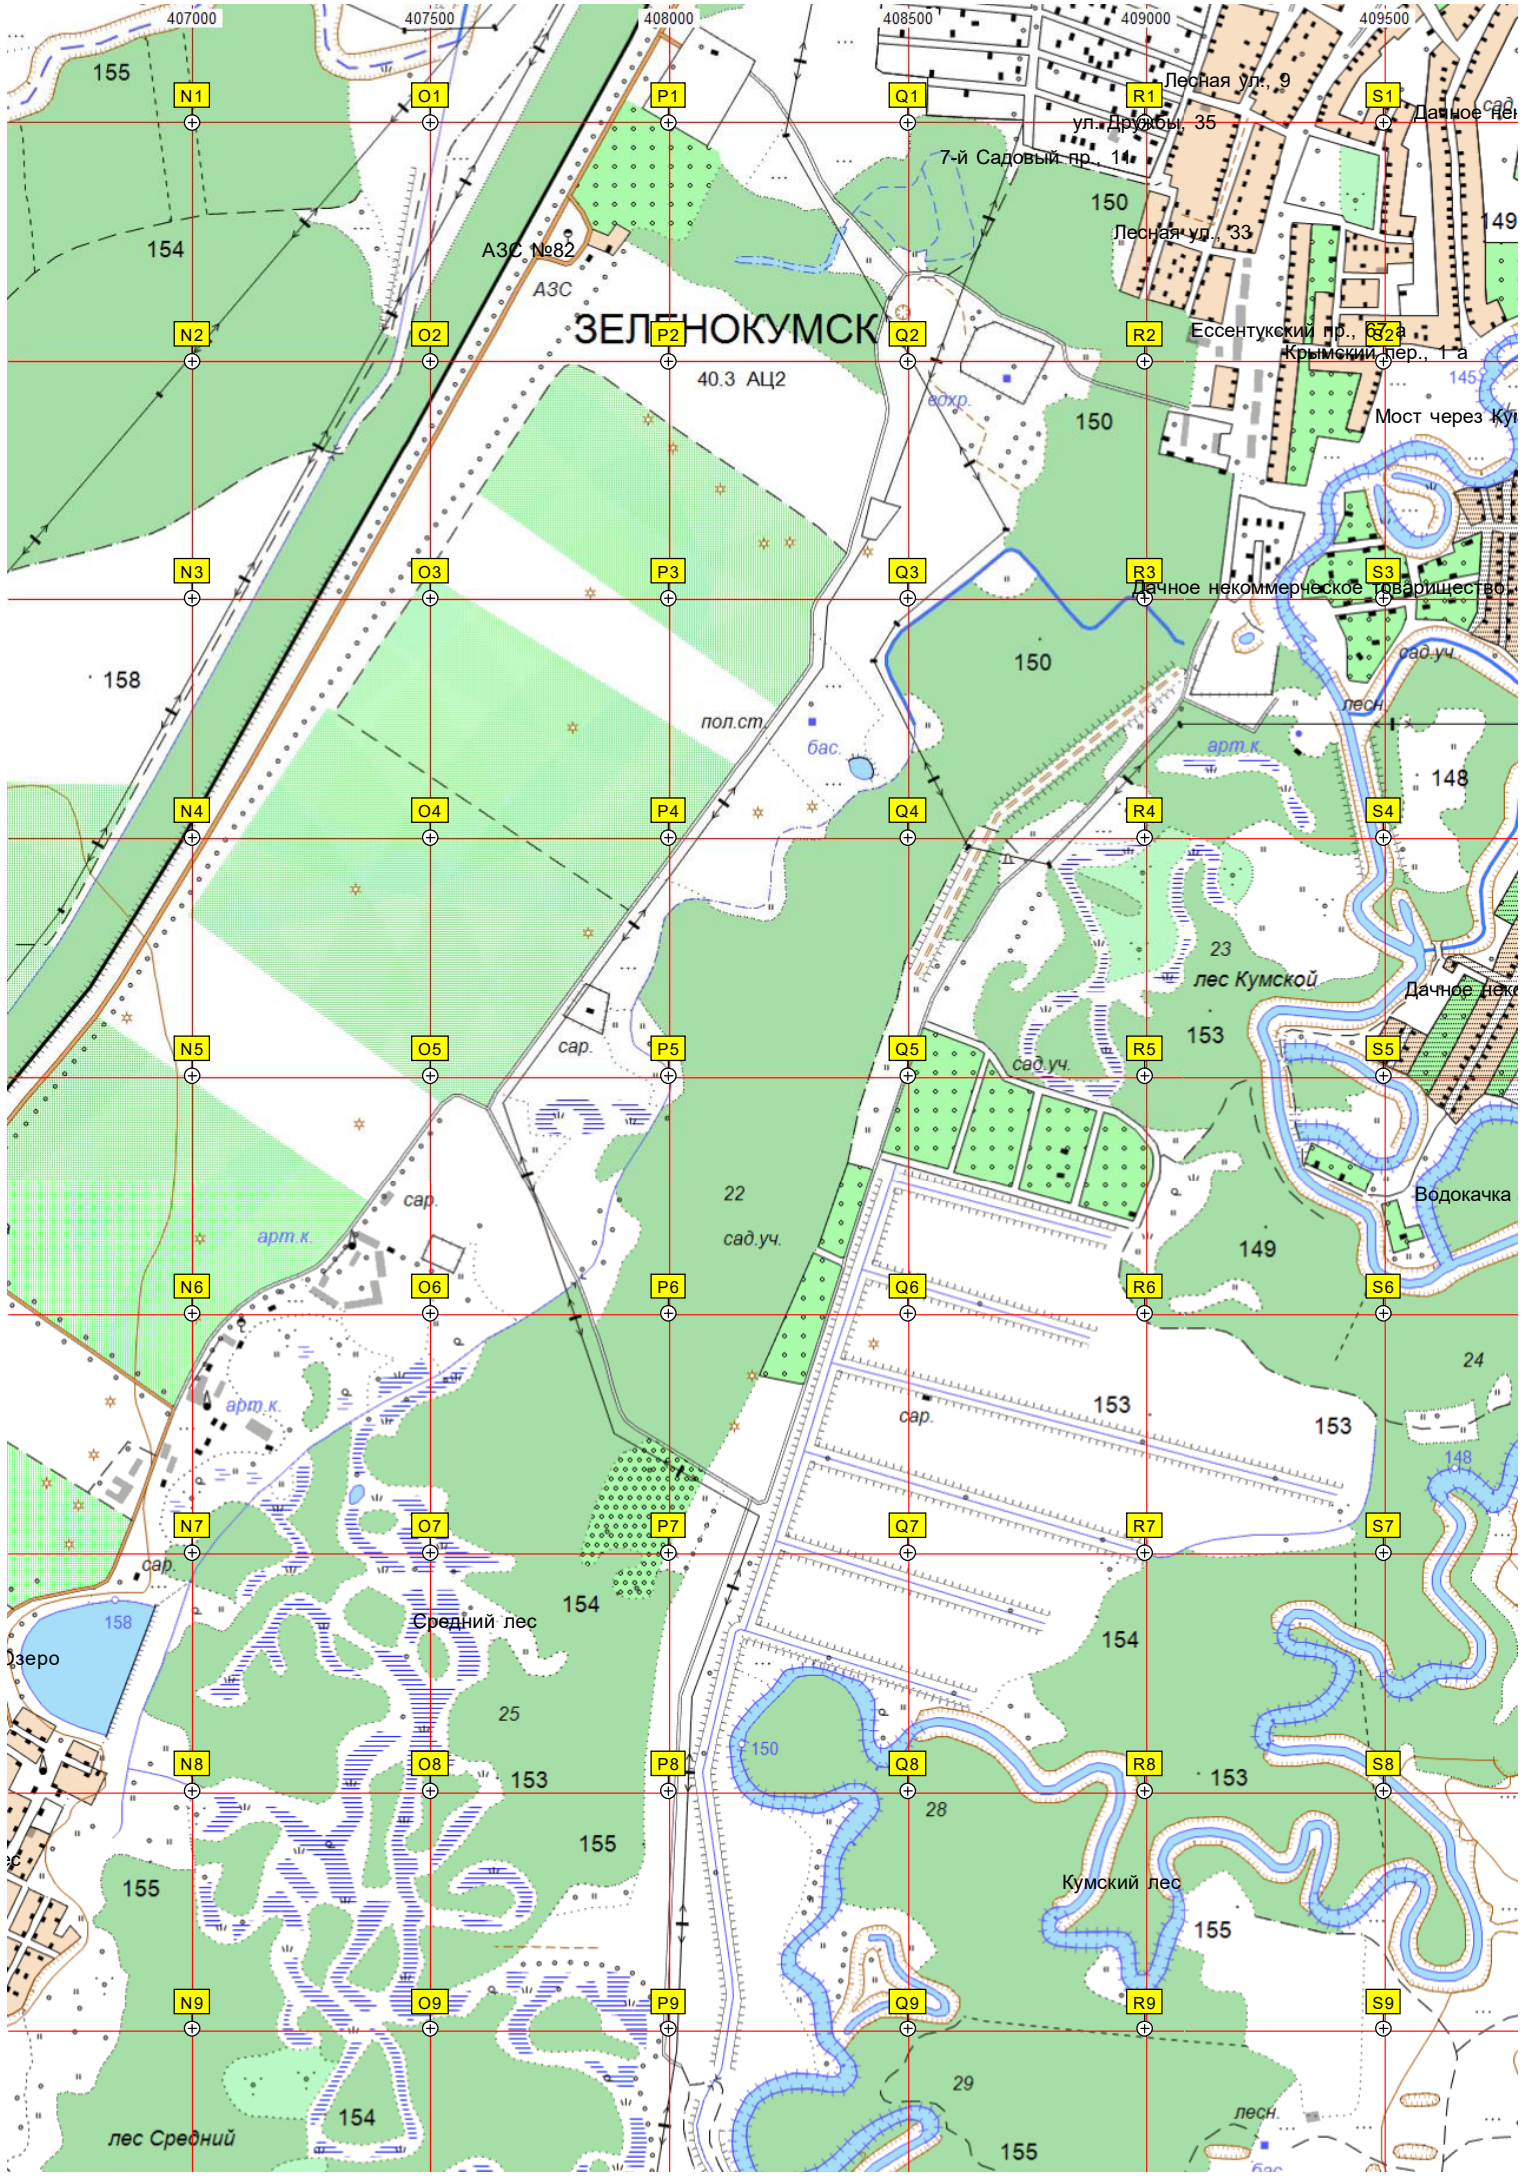 407000 407500 408000 408500 409000 409500
155
Лесная ул., 9
N1 O1 P1 Q1 R1 S1
сад
ул. Дружбы, 35
7-й Садовый пр., 11
150
Лесная ул., 33
149
154
АЗС №82
АЗС
ЗЕЛЕНОКУМСК
N2 O2 P2 Q2 R2 S2
Ессентукский пр., 67 а
Крымский пер., 1 а
40.3 АЦ2
145
вдхр.
150
Мост через
N3 O3 P3 Q3 R3 S3
Дачное некоммерческое товарищество
сад.уч.
150
158
лесн.
пол.ст.
бас.
арт.к.
148
N4 O4 P4 Q4 R4 S4
23
лес Кумской
Дачное
153
сар.
N5 O5 P5 Q5 R5 S5
сад.уч.
22
сар.
Водокачка
арт.к.
сад.уч.
149
N6 O6 P6 Q6 R6 S6
24
арт.к.
сар.
153
153
148
N7 O7 P7 Q7 R7 S7
сар.
154
158
Средний лес
154
Озеро
25
150
N8 O8 P8 Q8 R8 S8
153
153
28
155
155
Кумский лес
155
N9 O9 P9 Q9 R9 S9
29
154
лесн.
лес Средний
155
бас.